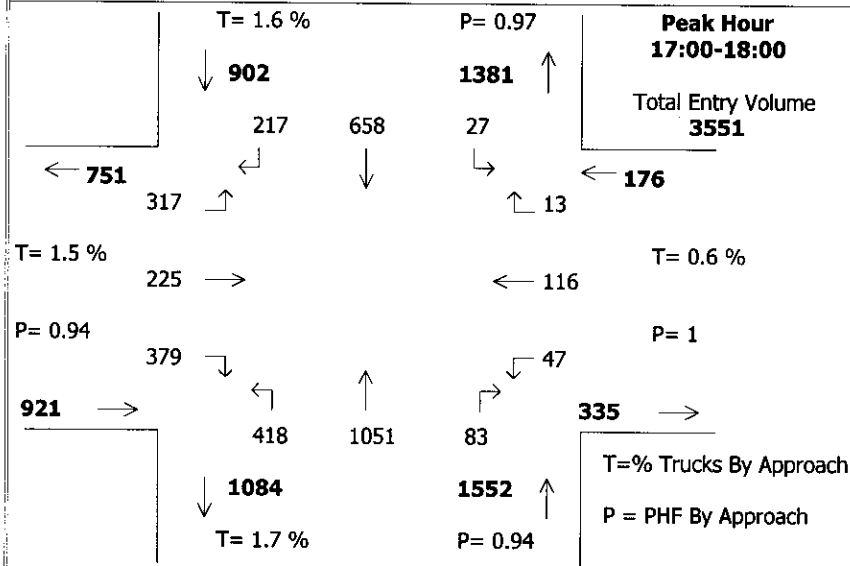 T= 1.6 % P= 0.97 Peak Hour
17:00-18:00
902 1381
Total Entry Volume
3551
217 658 27
751 176
317 13
T= 1.5 % T= 0.6 %
225 116
P= 0.94 P= 1
379 47
921 335
418 1051 83
T=% Trucks By Approach
1084 1552
P = PHF By Approach
T= 1.7 % P= 0.94